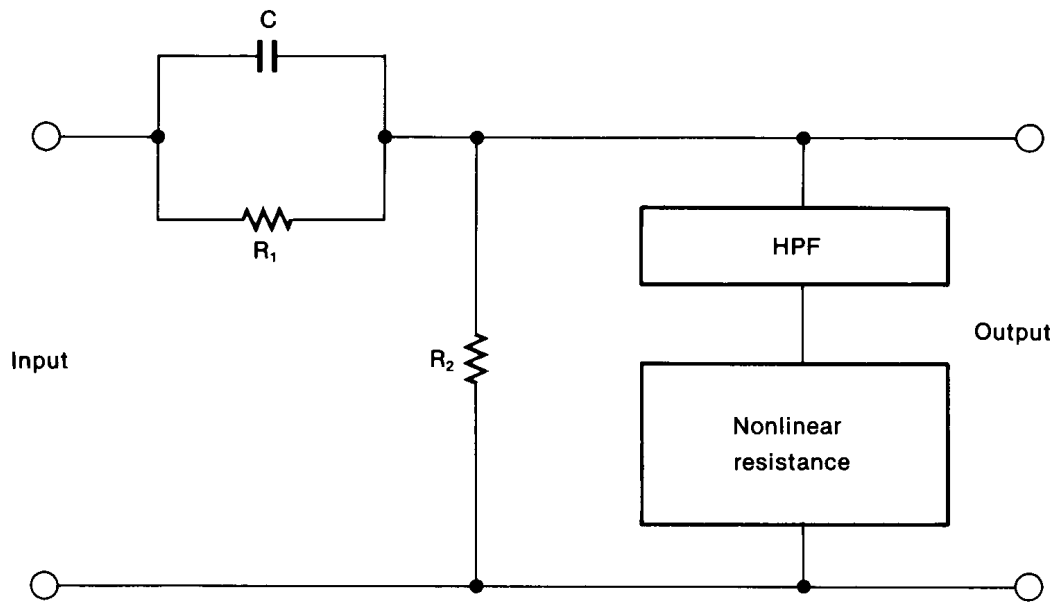 C
R₁
HPF
Input
R₂
Output
Nonlinear
resistance